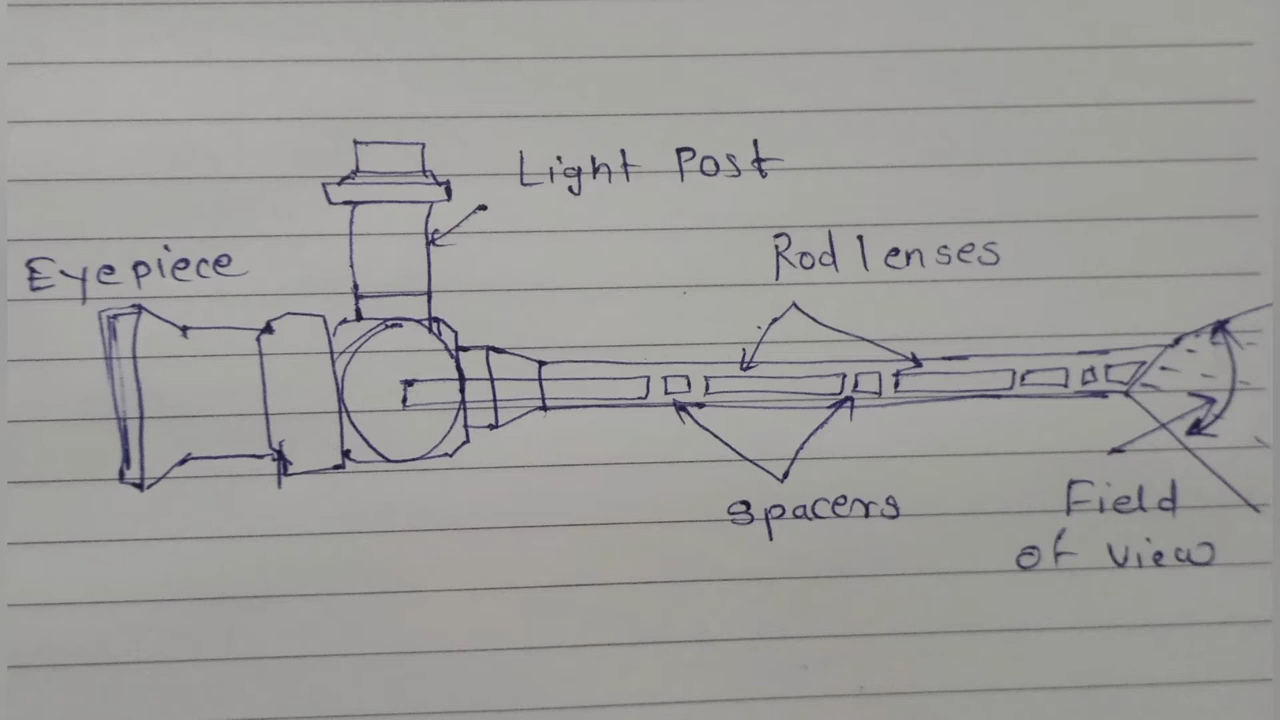 Light Post
Rod lenses
Eyepiece
spacers
Field
of view